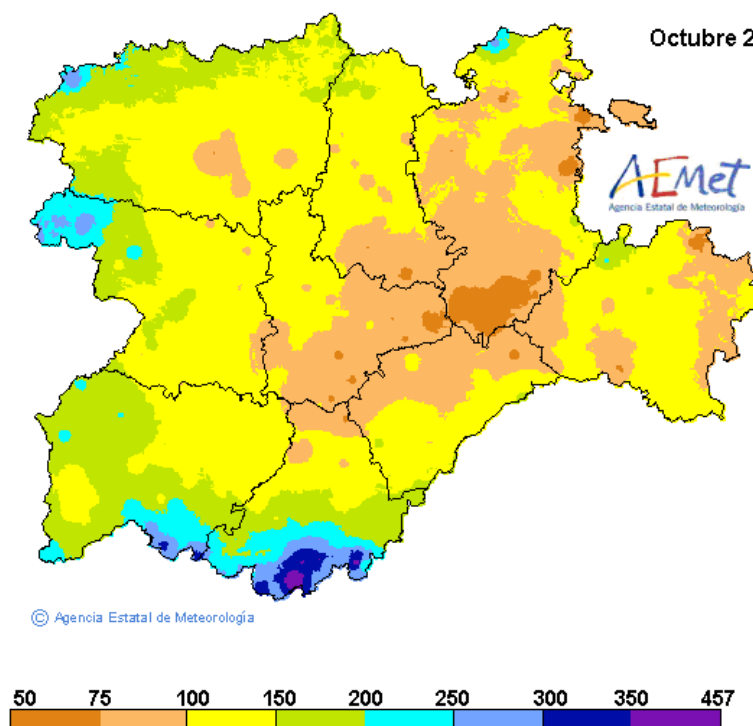 Octubre 2
AEMet
Agencia Estatal de Meteorología
© Agencia Estatal de Meteorología
50 75 100 150 200 250 300 350 457